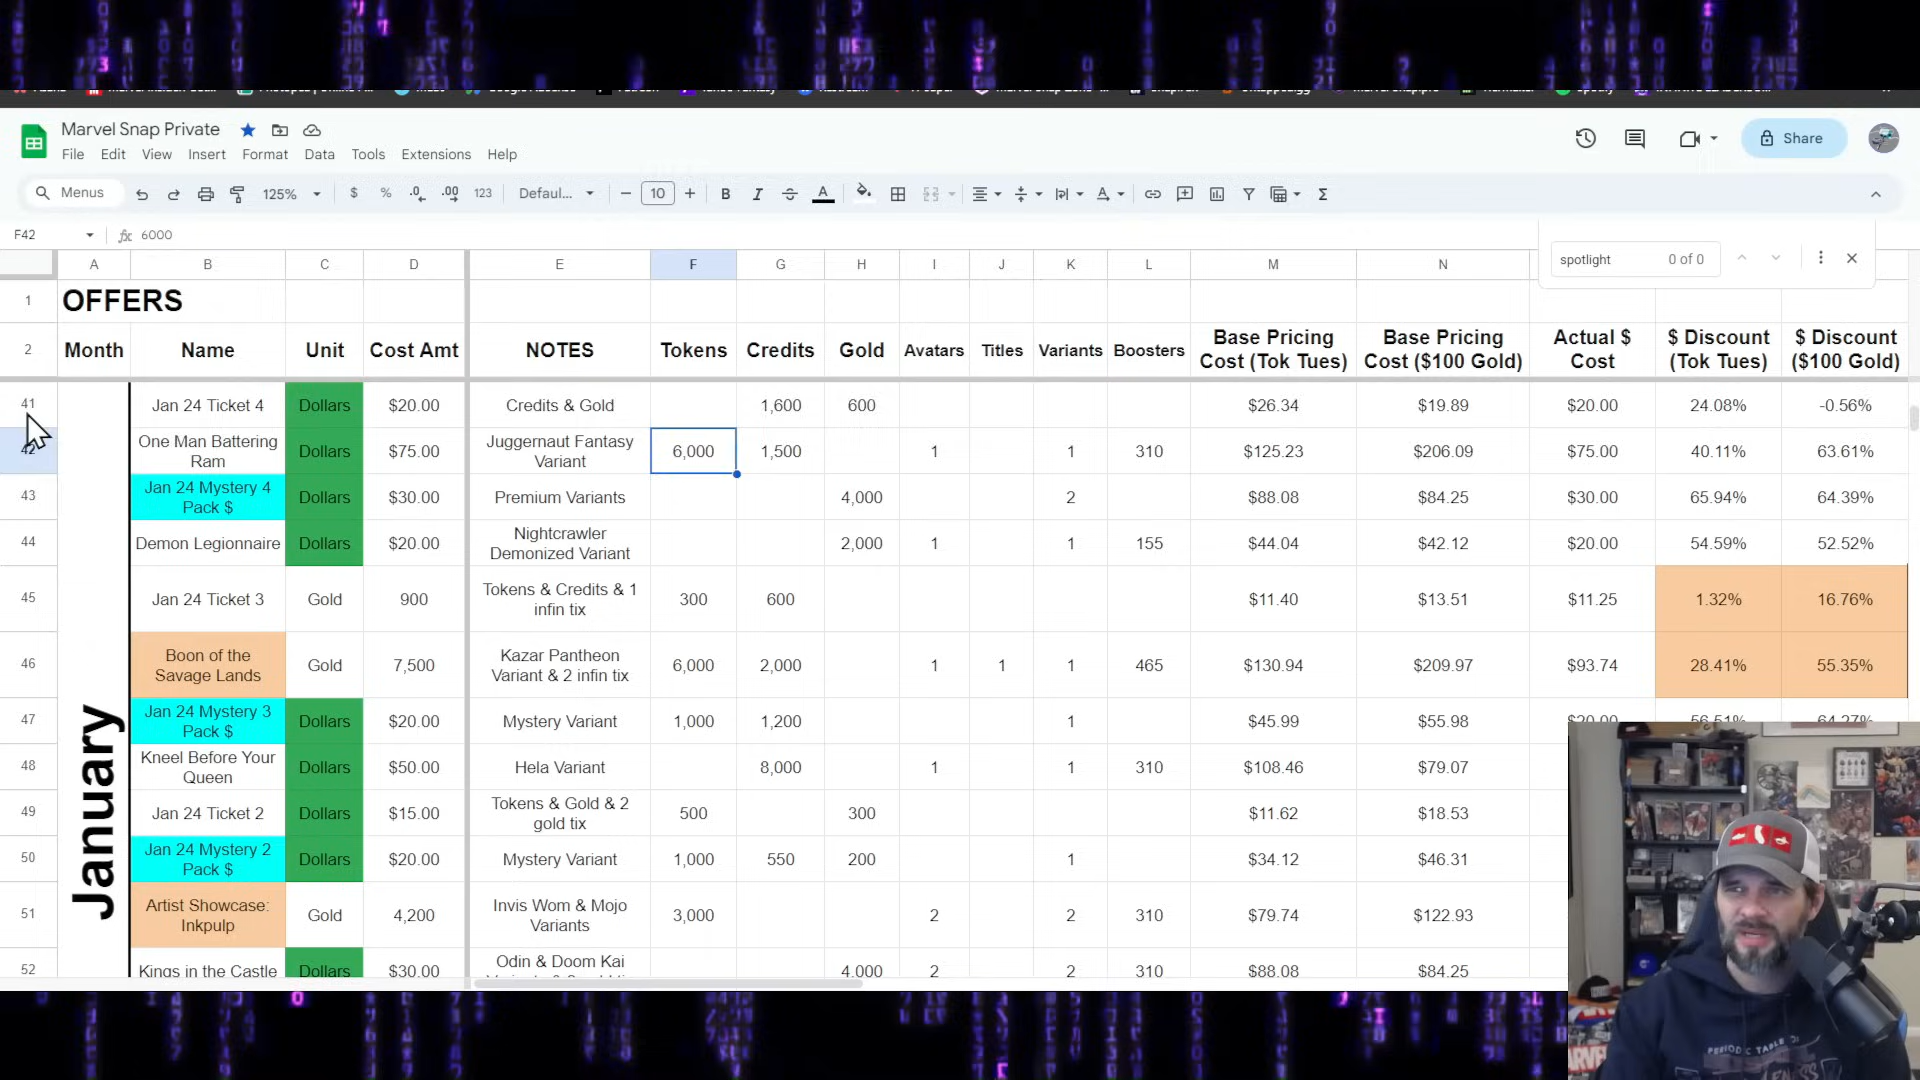 Marvel Snap Private
File Edit View Insert Format Data Tools Extensions Help
Share
Menus 125% $ % .0 .00 123 Defaul... 10 B I A Σ
F42 fx 6000
spotlight 0 of 0
A B C D E F G H I J K L M N
1 OFFERS
2 Month Name Unit Cost Amt NOTES Tokens Credits Gold Avatars Titles Variants Boosters Base Pricing Cost (Tok Tues) Base Pricing Cost ($100 Gold) Actual $ Cost $ Discount (Tok Tues) $ Discount ($100 Gold)
January
41 Jan 24 Ticket 4 Dollars $20.00 Credits & Gold 1,600 600 $26.34 $19.89 $20.00 24.08% -0.56%
42 One Man Battering Ram Dollars $75.00 Juggernaut Fantasy Variant 6,000 1,500 1 1 310 $125.23 $206.09 $75.00 40.11% 63.61%
43 Jan 24 Mystery 4 Pack $ Dollars $30.00 Premium Variants 4,000 2 $88.08 $84.25 $30.00 65.94% 64.39%
44 Demon Legionnaire Dollars $20.00 Nightcrawler Demonized Variant 2,000 1 1 155 $44.04 $42.12 $20.00 54.59% 52.52%
45 Jan 24 Ticket 3 Gold 900 Tokens & Credits & 1 infin tix 300 600 $11.40 $13.51 $11.25 1.32% 16.76%
46 Boon of the Savage Lands Gold 7,500 Kazar Pantheon Variant & 2 infin tix 6,000 2,000 1 1 1 465 $130.94 $209.97 $93.74 28.41% 55.35%
47 Jan 24 Mystery 3 Pack $ Dollars $20.00 Mystery Variant 1,000 1,200 1 $45.99 $55.98 $20.00 56.51% 64.27%
48 Kneel Before Your Queen Dollars $50.00 Hela Variant 8,000 1 1 310 $108.46 $79.07
49 Jan 24 Ticket 2 Dollars $15.00 Tokens & Gold & 2 gold tix 500 300 $11.62 $18.53
50 Jan 24 Mystery 2 Pack $ Dollars $20.00 Mystery Variant 1,000 550 200 1 $34.12 $46.31
51 Artist Showcase: Inkpulp Gold 4,200 Invis Wom & Mojo Variants 3,000 2 2 310 $79.74 $122.93
52 Kings in the Castle Dollars $30.00 Odin & Doom Kai 4,000 2 2 310 $88.08 $84.25
PERIODIC TABLE OF